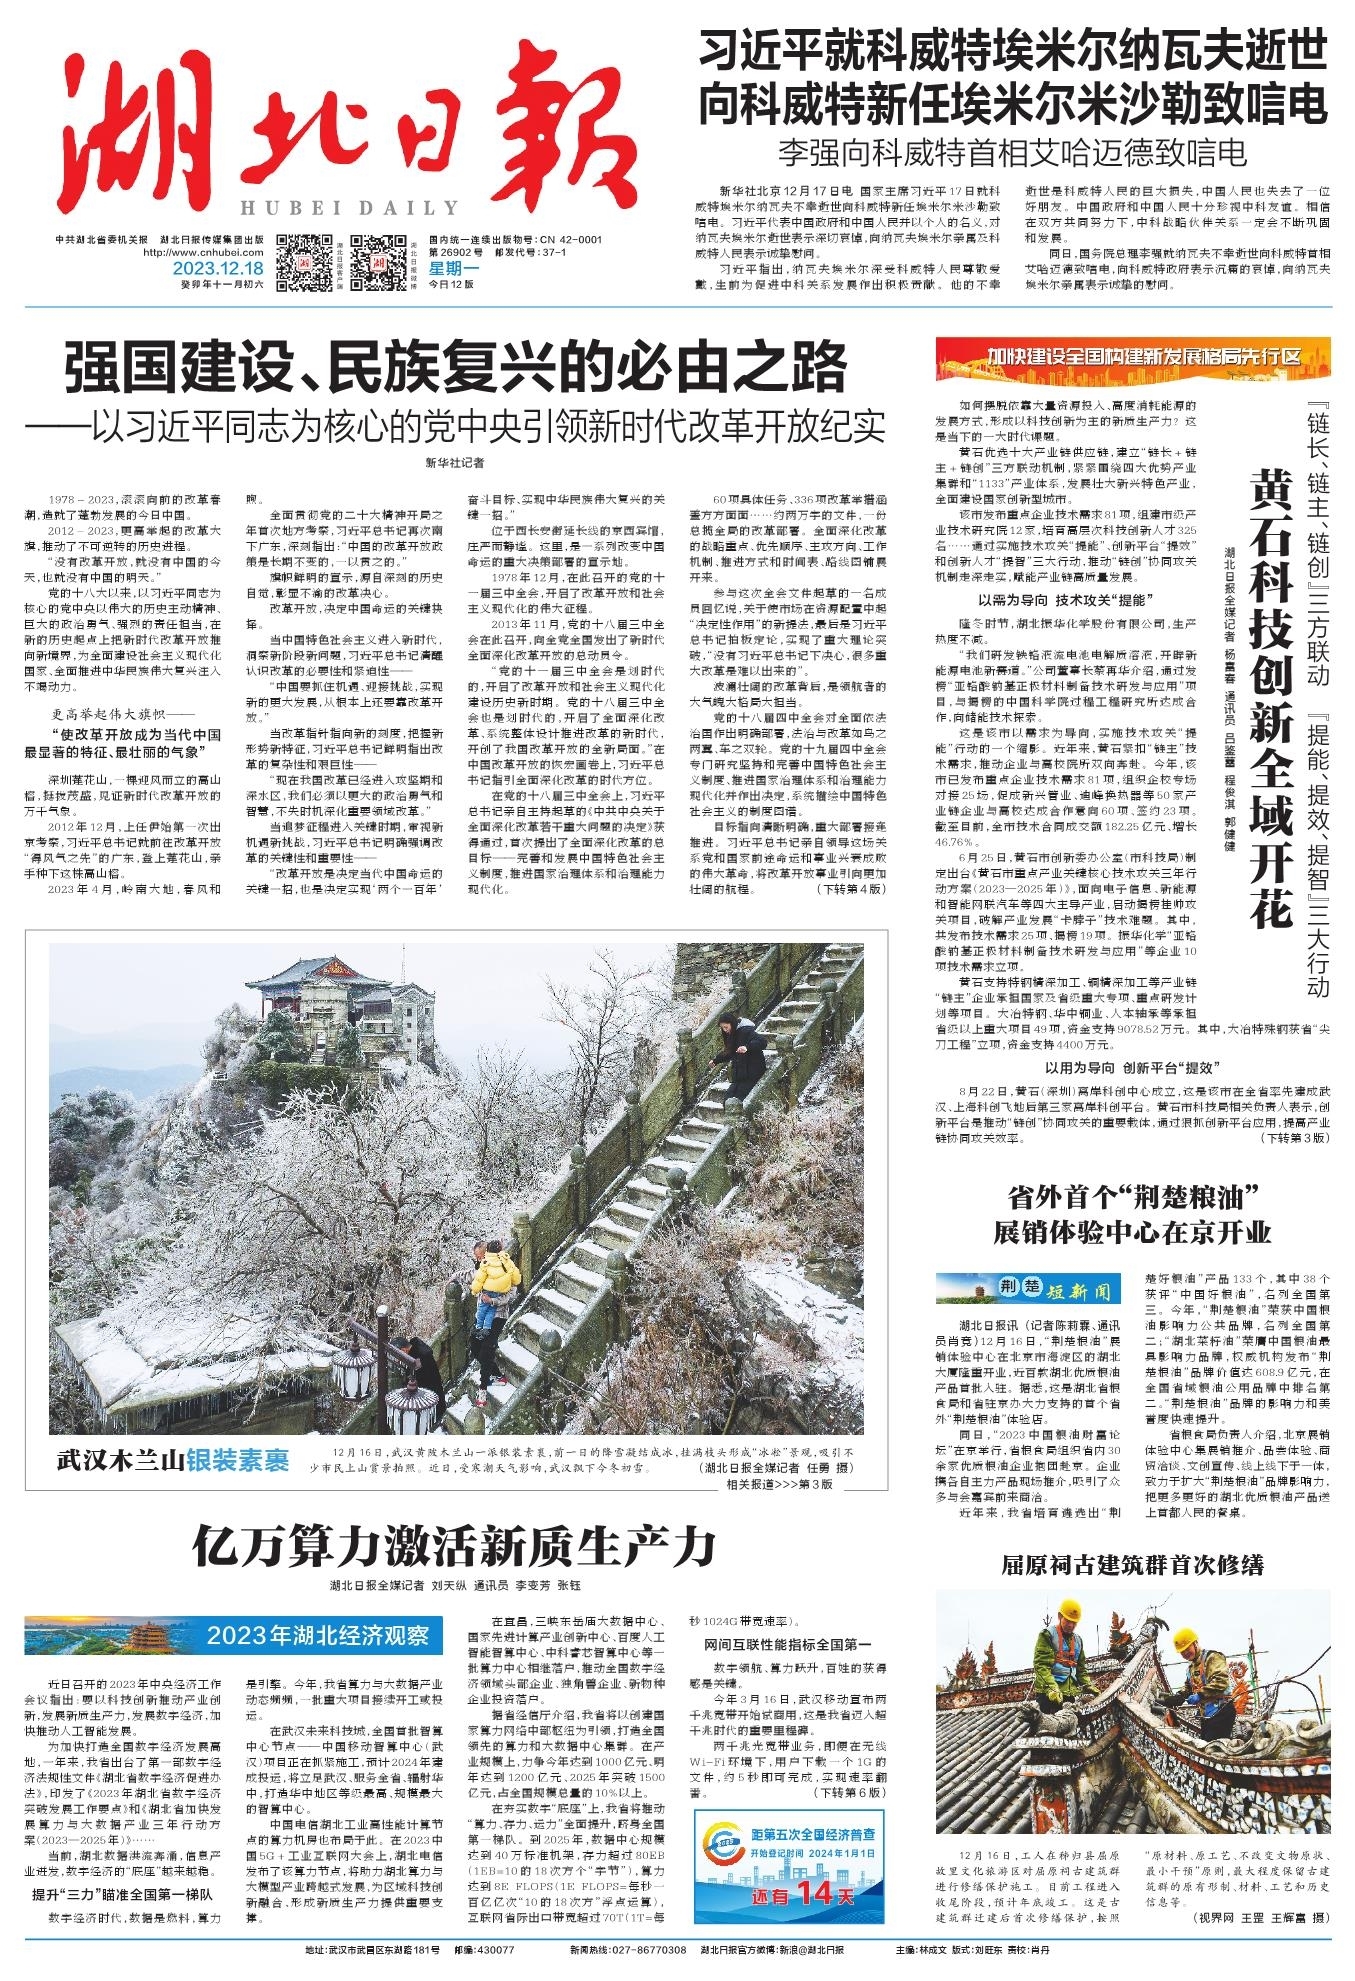 湖北日報
HUBEI DAILY
中共湖北省委机关报 湖北日报传媒集团出版
http://www.cnhubei.com
2023.12.18
癸卯年十一月初六
湖北日报客户端
湖北日报微博
国内统一连续出版物号：CN 42-0001
第26902号 邮发代号：37-1
星期一
今日12版
习近平就科威特埃米尔纳瓦夫逝世
向科威特新任埃米尔米沙勒致唁电
李强向科威特首相艾哈迈德致唁电
新华社北京12月17日电 国家主席习近平17日就科
威特埃米尔纳瓦夫不幸逝世向科威特新任埃米尔米沙勒致
唁电。习近平代表中国政府和中国人民并以个人的名义，对
纳瓦夫埃米尔逝世表示深切哀悼，向纳瓦夫埃米尔亲属及科
威特人民表示诚挚慰问。
习近平指出，纳瓦夫埃米尔深受科威特人民尊敬爱
戴，生前为促进中科关系发展作出积极贡献。他的不幸
逝世是科威特人民的巨大损失，中国人民也失去了一位
好朋友。中国政府和中国人民十分珍视中科友谊。相信
在双方共同努力下，中科战略伙伴关系一定会不断巩固
和发展。
同日，国务院总理李强就纳瓦夫不幸逝世向科威特首相
艾哈迈德致唁电，向科威特政府表示沉痛的哀悼，向纳瓦夫
埃米尔亲属表示诚挚的慰问。
强国建设、民族复兴的必由之路
——以习近平同志为核心的党中央引领新时代改革开放纪实
新华社记者
1978－2023，滚滚向前的改革春
潮，造就了蓬勃发展的今日中国。
2012－2023，更高举起的改革大
旗，推动了不可逆转的历史进程。
“没有改革开放，就没有中国的今
天，也就没有中国的明天。”
党的十八大以来，以习近平同志为
核心的党中央以伟大的历史主动精神、
巨大的政治勇气、强烈的责任担当，在
新的历史起点上把新时代改革开放推
向新境界，为全面建设社会主义现代化
国家、全面推进中华民族伟大复兴注入
不竭动力。
更高举起伟大旗帜——
“使改革开放成为当代中国
最显著的特征、最壮丽的气象”
深圳莲花山，一棵迎风而立的高山
榕，挺拔茂盛，见证新时代改革开放的
万千气象。
2012年12月，上任伊始第一次出
京考察，习近平总书记就前往改革开放
“得风气之先”的广东，登上莲花山，亲
手种下这株高山榕。
2023年4月，岭南大地，春风和
煦。
全面贯彻党的二十大精神开局之
年首次地方考察，习近平总书记再次南
下广东，深刻指出：“中国的改革开放政
策是长期不变的，一以贯之的。”
旗帜鲜明的宣示，源自深刻的历史
自觉，彰显不渝的改革决心。
改革开放，决定中国命运的关键抉
择。
当中国特色社会主义进入新时代，
洞察新阶段新问题，习近平总书记清醒
认识改革的必要性和紧迫性——
“中国要抓住机遇、迎接挑战，实现
新的更大发展，从根本上还要靠改革开
放。”
当改革指针指向新的刻度，把握新
形势新特征，习近平总书记鲜明指出改
革的复杂性和艰巨性——
“现在我国改革已经进入攻坚期和
深水区，我们必须以更大的政治勇气和
智慧，不失时机深化重要领域改革。”
当追梦征程进入关键时期，审视新
机遇新挑战，习近平总书记明确强调改
革的关键性和重要性——
“改革开放是决定当代中国命运的
关键一招，也是决定实现‘两个一百年’
奋斗目标、实现中华民族伟大复兴的关
键一招。”
位于西长安街延长线的京西宾馆，
庄严而静谧。这里，是一系列改变中国
命运的重大决策部署的宣示地。
1978年12月，在此召开的党的十
一届三中全会，开启了改革开放和社会
主义现代化的伟大征程。
2013年11月，党的十八届三中全
会在此召开，向全党全国发出了新时代
全面深化改革开放的总动员令。
“党的十一届三中全会是划时代
的，开启了改革开放和社会主义现代化
建设历史新时期。党的十八届三中全
会也是划时代的，开启了全面深化改
革、系统整体设计推进改革的新时代，
开创了我国改革开放的全新局面。”在
中国改革开放的恢宏画卷上，习近平总
书记指引全面深化改革的时代方位。
在党的十八届三中全会上，习近平
总书记亲自主持起草的《中共中央关于
全面深化改革若干重大问题的决定》获
得通过，首次提出了全面深化改革的总
目标——完善和发展中国特色社会主
义制度，推进国家治理体系和治理能力
现代化。
60项具体任务、336项改革举措涵
盖方方面面……约两万字的文件，一份
总揽全局的改革部署。全面深化改革
的战略重点、优先顺序、主攻方向、工作
机制、推进方式和时间表、路线图铺展
开来。
参与这次全会文件起草的一名成
员回忆说，关于使市场在资源配置中起
“决定性作用”的新提法，最后是习近平
总书记拍板定论，实现了重大理论突
破，“没有习近平总书记下决心，很多重
大改革是难以出来的”。
波澜壮阔的改革背后，是领航者的
大气魄大格局大担当。
党的十八届四中全会对全面依法
治国作出明确部署，法治与改革如鸟之
两翼、车之双轮。党的十九届四中全会
专门研究坚持和完善中国特色社会主
义制度、推进国家治理体系和治理能力
现代化并作出决定，系统描绘中国特色
社会主义的制度图谱。
目标指向清晰明确，重大部署接连
推进。习近平总书记亲自领导这场关
系党和国家前途命运和事业兴衰成败
的伟大革命，将改革开放事业引向更加
壮阔的航程。（下转第4版）
武汉木兰山银装素裹
12月16日，武汉黄陂木兰山一派银装素裹，前一日的降雪凝结成冰，挂满枝头形成“冰凇”景观，吸引不
少市民上山赏景拍照。近日，受寒潮天气影响，武汉飘下今冬初雪。（湖北日报全媒记者 任勇 摄）
相关报道>>>第3版
加快建设全国构建新发展格局先行区
『链长、链主、链创』三方联动 『提能、提效、提智』三大行动
黄石科技创新全域开花
湖北日报全媒记者 杨嘉春 通讯员 吕鉴蕾 程俊淇 郭健健
如何摆脱依靠大量资源投入、高度消耗能源的
发展方式，形成以科技创新为主的新质生产力？这
是当下的一大时代课题。
黄石优选十大产业链供应链，建立“链长＋链
主＋链创”三方联动机制，紧紧围绕四大优势产业
集群和“1133”产业体系，发展壮大新兴特色产业，
全面建设国家创新型城市。
该市发布重点企业技术需求81项，组建市级产
业技术研究院12家，培育高层次科技创新人才325
名……通过实施技术攻关“提能”、创新平台“提效”
和创新人才“提智”三大行动，推动“链创”协同攻关
机制走深走实，赋能产业链高质量发展。
以需为导向 技术攻关“提能”
隆冬时节，湖北振华化学股份有限公司，生产
热度不减。
“我们研发铁铬液流电池电解质溶液，开辟新
能源电池新赛道。”公司董事长蔡再华介绍，通过发
榜“亚铬酸钠基正极材料制备技术研发与应用”项
目，与揭榜的中国科学院过程工程研究所达成合
作，向储能技术探索。
这是该市以需求为导向，实施技术攻关“提
能”行动的一个缩影。近年来，黄石紧扣“链主”技
术需求，推动企业与高校院所双向奔赴。今年，该
市已发布重点企业技术需求81项，组织企校专场
对接25场，促成新兴管业、迪峰换热器等50家产
业链企业与高校达成合作意向60项、签约23项。
截至目前，全市技术合同成交额182.25亿元、增长
46.76%。
6月25日，黄石市创新委办公室（市科技局）制
定出台《黄石市重点产业关键核心技术攻关三年行
动方案（2023—2025年）》，面向电子信息、新能源
和智能网联汽车等四大主导产业，启动揭榜挂帅攻
关项目，破解产业发展“卡脖子”技术难题。其中，
共发布技术需求25项、揭榜19项。振华化学“亚铬
酸钠基正极材料制备技术研发与应用”等企业10
项技术需求立项。
黄石支持特钢精深加工、铜精深加工等产业链
“链主”企业承担国家及省级重大专项、重点研发计
划等项目。大冶特钢、华中铜业、人本轴承等承担
省级以上重大项目49项，资金支持9078.52万元。其中，大冶特殊钢获省“尖
刀工程”立项，资金支持4400万元。
以用为导向 创新平台“提效”
8月22日，黄石（深圳）离岸科创中心成立，这是该市在全省率先建成武
汉、上海科创飞地后第三家离岸科创平台。黄石市科技局相关负责人表示，创
新平台是推动“链创”协同攻关的重要载体，通过狠抓创新平台应用，提高产业
链协同攻关效率。（下转第3版）
省外首个“荆楚粮油”
展销体验中心在京开业
荆楚短新闻
湖北日报讯（记者陈莉霖、通讯
员肖竞）12月16日，“荆楚粮油”展
销体验中心在北京市海淀区的湖北
大厦隆重开业，近百款湖北优质粮油
产品首批入驻。据悉，这是湖北省粮
食局和省驻京办大力支持的首个省
外“荆楚粮油”体验店。
同日，“2023中国粮油财富论
坛”在京举行，省粮食局组织省内30
余家优质粮油企业抱团赴京。企业
携各自主力产品现场推介，吸引了众
多与会嘉宾前来商洽。
近年来，我省培育遴选出“荆
楚好粮油”产品133个，其中38个
获评“中国好粮油”，名列全国第
三。今年，“荆楚粮油”荣获中国粮
油影响力公共品牌，名列全国第
二；“湖北菜籽油”荣膺中国粮油最
具影响力品牌，权威机构发布“荆
楚粮油”品牌价值达608.9亿元，在
全国省域粮油公用品牌中排名第
二。“荆楚粮油”品牌的影响力和美
誉度快速提升。
省粮食局负责人介绍，北京展销
体验中心集展销推介、品尝体验、商
贸洽谈、文创宣传、线上线下于一体，
致力于扩大“荆楚粮油”品牌影响力，
把更多更好的湖北优质粮油产品送
上首都人民的餐桌。
亿万算力激活新质生产力
湖北日报全媒记者 刘天纵 通讯员 李变芳 张钰
2023年湖北经济观察
近日召开的2023年中央经济工作
会议指出：要以科技创新推动产业创
新，发展新质生产力，发展数字经济，加
快推动人工智能发展。
为加快打造全国数字经济发展高
地，一年来，我省出台了第一部数字经
济法规性文件《湖北省数字经济促进办
法》，印发了《2023年湖北省数字经济
突破发展工作要点》和《湖北省加快发
展算力与大数据产业三年行动方
案（2023—2025年）》……
当前，湖北数据洪流奔涌，信息产
业迸发，数字经济的“底座”越来越稳。
提升“三力”瞄准全国第一梯队
数字经济时代，数据是燃料，算力
是引擎。今年，我省算力与大数据产业
动态频频，一批重大项目接续开工或投
运。
在武汉未来科技城，全国首批智算
中心节点——中国移动智算中心（武
汉）项目正在抓紧施工，预计2024年建
成投运，将立足武汉、服务全省、辐射华
中，打造华中地区等级最高、规模最大
的智算中心。
中国电信湖北工业高性能计算节
点的算力机房也布局于此。在2023中
国5G＋工业互联网大会上，湖北电信
发布了该算力节点，将助力湖北算力与
大模型产业跨越式发展，为区域科技创
新融合、形成新质生产力提供重要支
撑。
在宜昌，三峡东岳庙大数据中心、
国家先进计算产业创新中心、百度人工
智能智算中心、中科睿芯智算中心等一
批算力中心相继落户，推动全国数字经
济领域头部企业、独角兽企业、新物种
企业投资落户。
据省经信厅介绍，我省将以创建国
家算力网络中部枢纽为引领，打造全国
领先的算力和大数据中心集群。在产
业规模上，力争今年达到1000亿元、明
年达到1200亿元、2025年突破1500
亿元，占全国规模总量的10%以上。
在夯实数字“底座”上，我省将推动
“算力、存力、运力”全面提升，跻身全国
第一梯队。到2025年，数据中心规模
达到40万标准机架，存力超过80EB
（1EB=10的18次方个“字节”），算力
达到8E FLOPS（1E FLOPS=每秒一
百亿亿次“10的18次方”浮点运算），
互联网省际出口带宽超过70T（1T=每
秒1024G带宽速率）。
网间互联性能指标全国第一
数字领航、算力跃升，百姓的获得
感是关键。
今年3月16日，武汉移动宣布两
千兆宽带开始试商用，这是我省迈入超
千兆时代的重要里程碑。
两千兆光宽带业务，即便在无线
Wi-Fi环境下，用户下载一个1G的
文件，约5秒即可完成，实现速率翻
番。（下转第6版）
距第五次全国经济普查
开始登记时间 2024年1月1日
还有14天
屈原祠古建筑群首次修缮
12月16日，工人在秭归县屈原
故里文化旅游区对屈原祠古建筑群
进行修缮保护施工。目前工程进入
收尾阶段，预计年底竣工。这是古
建筑群迁建后首次修缮保护，按照
“原材料、原工艺、不改变文物原状、
最小干预”原则，最大程度保留古建
筑群的原有形制、材料、工艺和历史
信息等。
（视界网 王罡 王辉富 摄）
地址：武汉市武昌区东湖路181号 邮编：430077 新闻热线：027-86770308 湖北日报官方微博：新浪@湖北日报 主编：林成文 版式：刘旺东 责校：肖丹